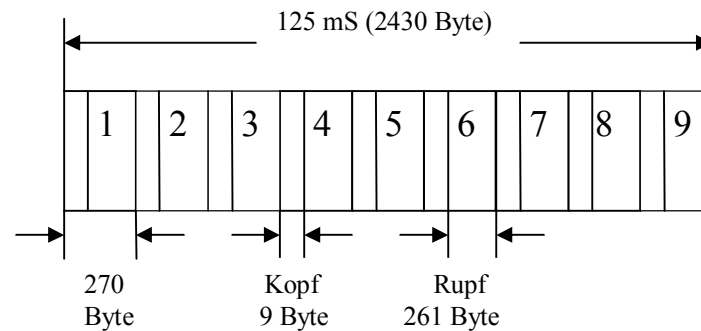 125 mS (2430 Byte)
1 2 3 4 5 6 7 8 9
270 Kopf Rupf
Byte 9 Byte 261 Byte